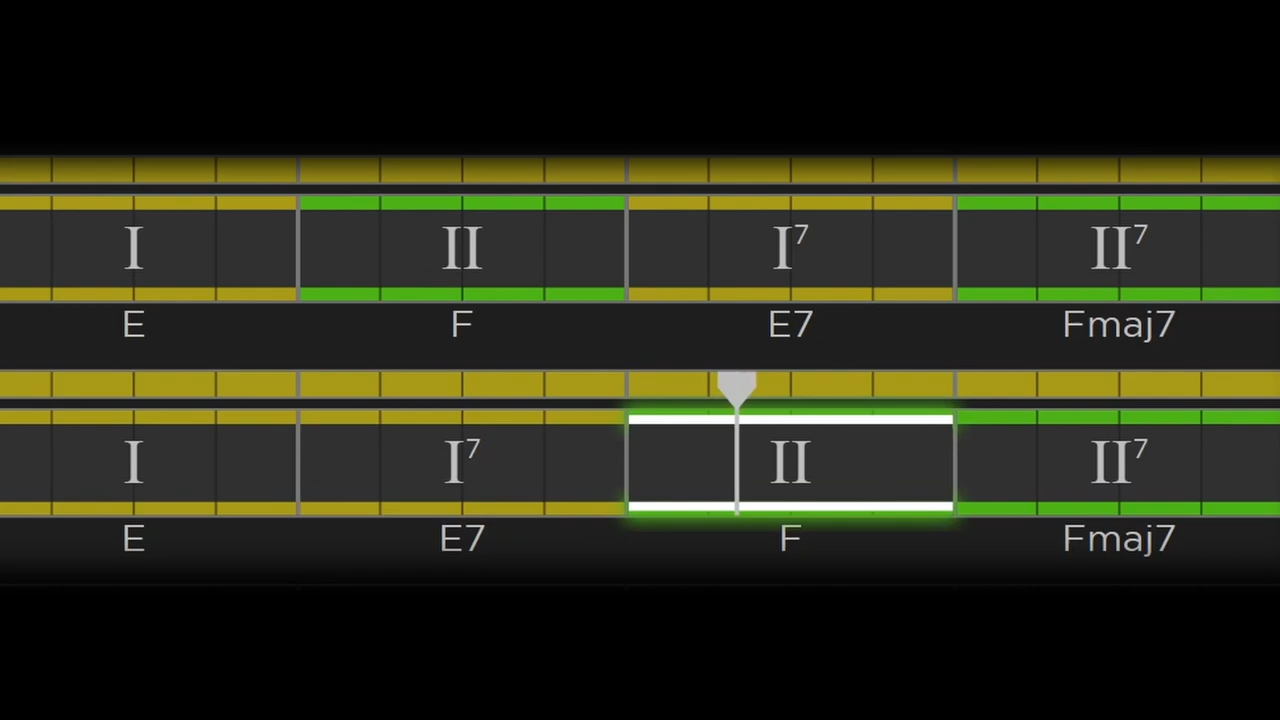 I II I⁷ II⁷
E F E7 Fmaj7
I I⁷ II II⁷
E E7 F Fmaj7